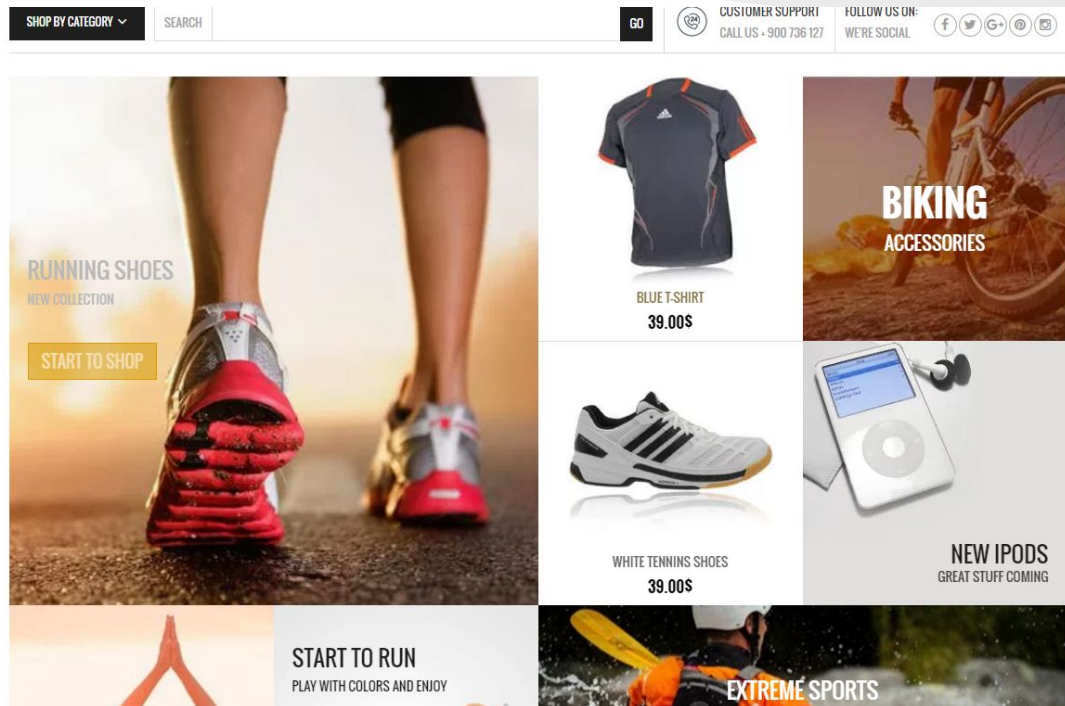 SHOP BY CATEGORY
SEARCH
GO
24
CUSTOMER SUPPORT
CALL US - 900 736 127
FOLLOW US ON:
WE'RE SOCIAL
RUNNING SHOES
NEW COLLECTION
START TO SHOP
adidas
BLUE T-SHIRT
39.00$
BIKING
ACCESSORIES
WHITE TENNINS SHOES
39.00$
NEW IPODS
GREAT STUFF COMING
START TO RUN
PLAY WITH COLORS AND ENJOY
EXTREME SPORTS